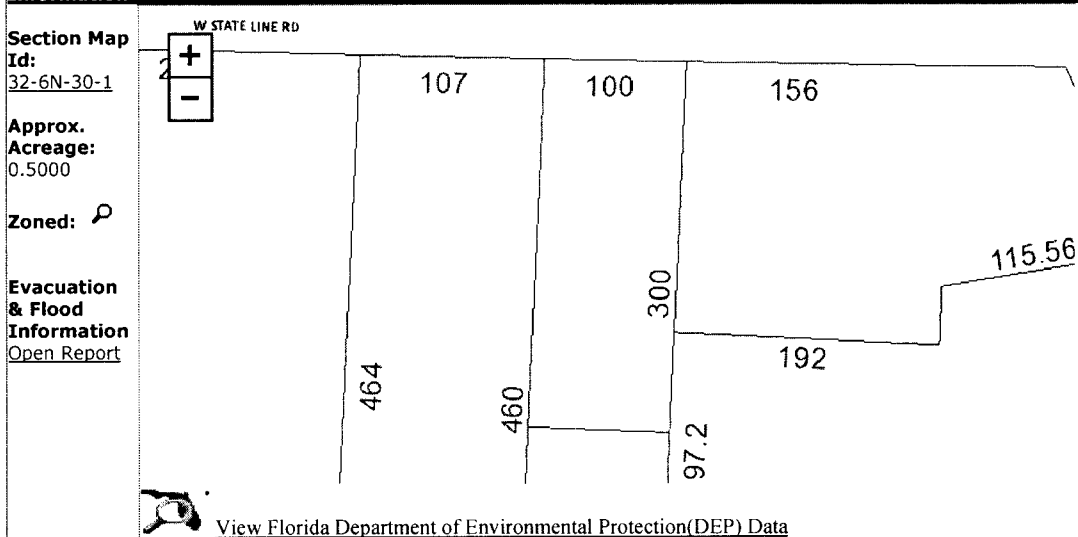 Section Map
Id:
32-6N-30-1
Approx.
Acreage:
0.5000
Zoned:
Evacuation
& Flood
Information
Open Report
W STATE LINE RD
+
-
107
100
156
115.56
300
192
464
460
97.2
View Florida Department of Environmental Protection(DEP) Data